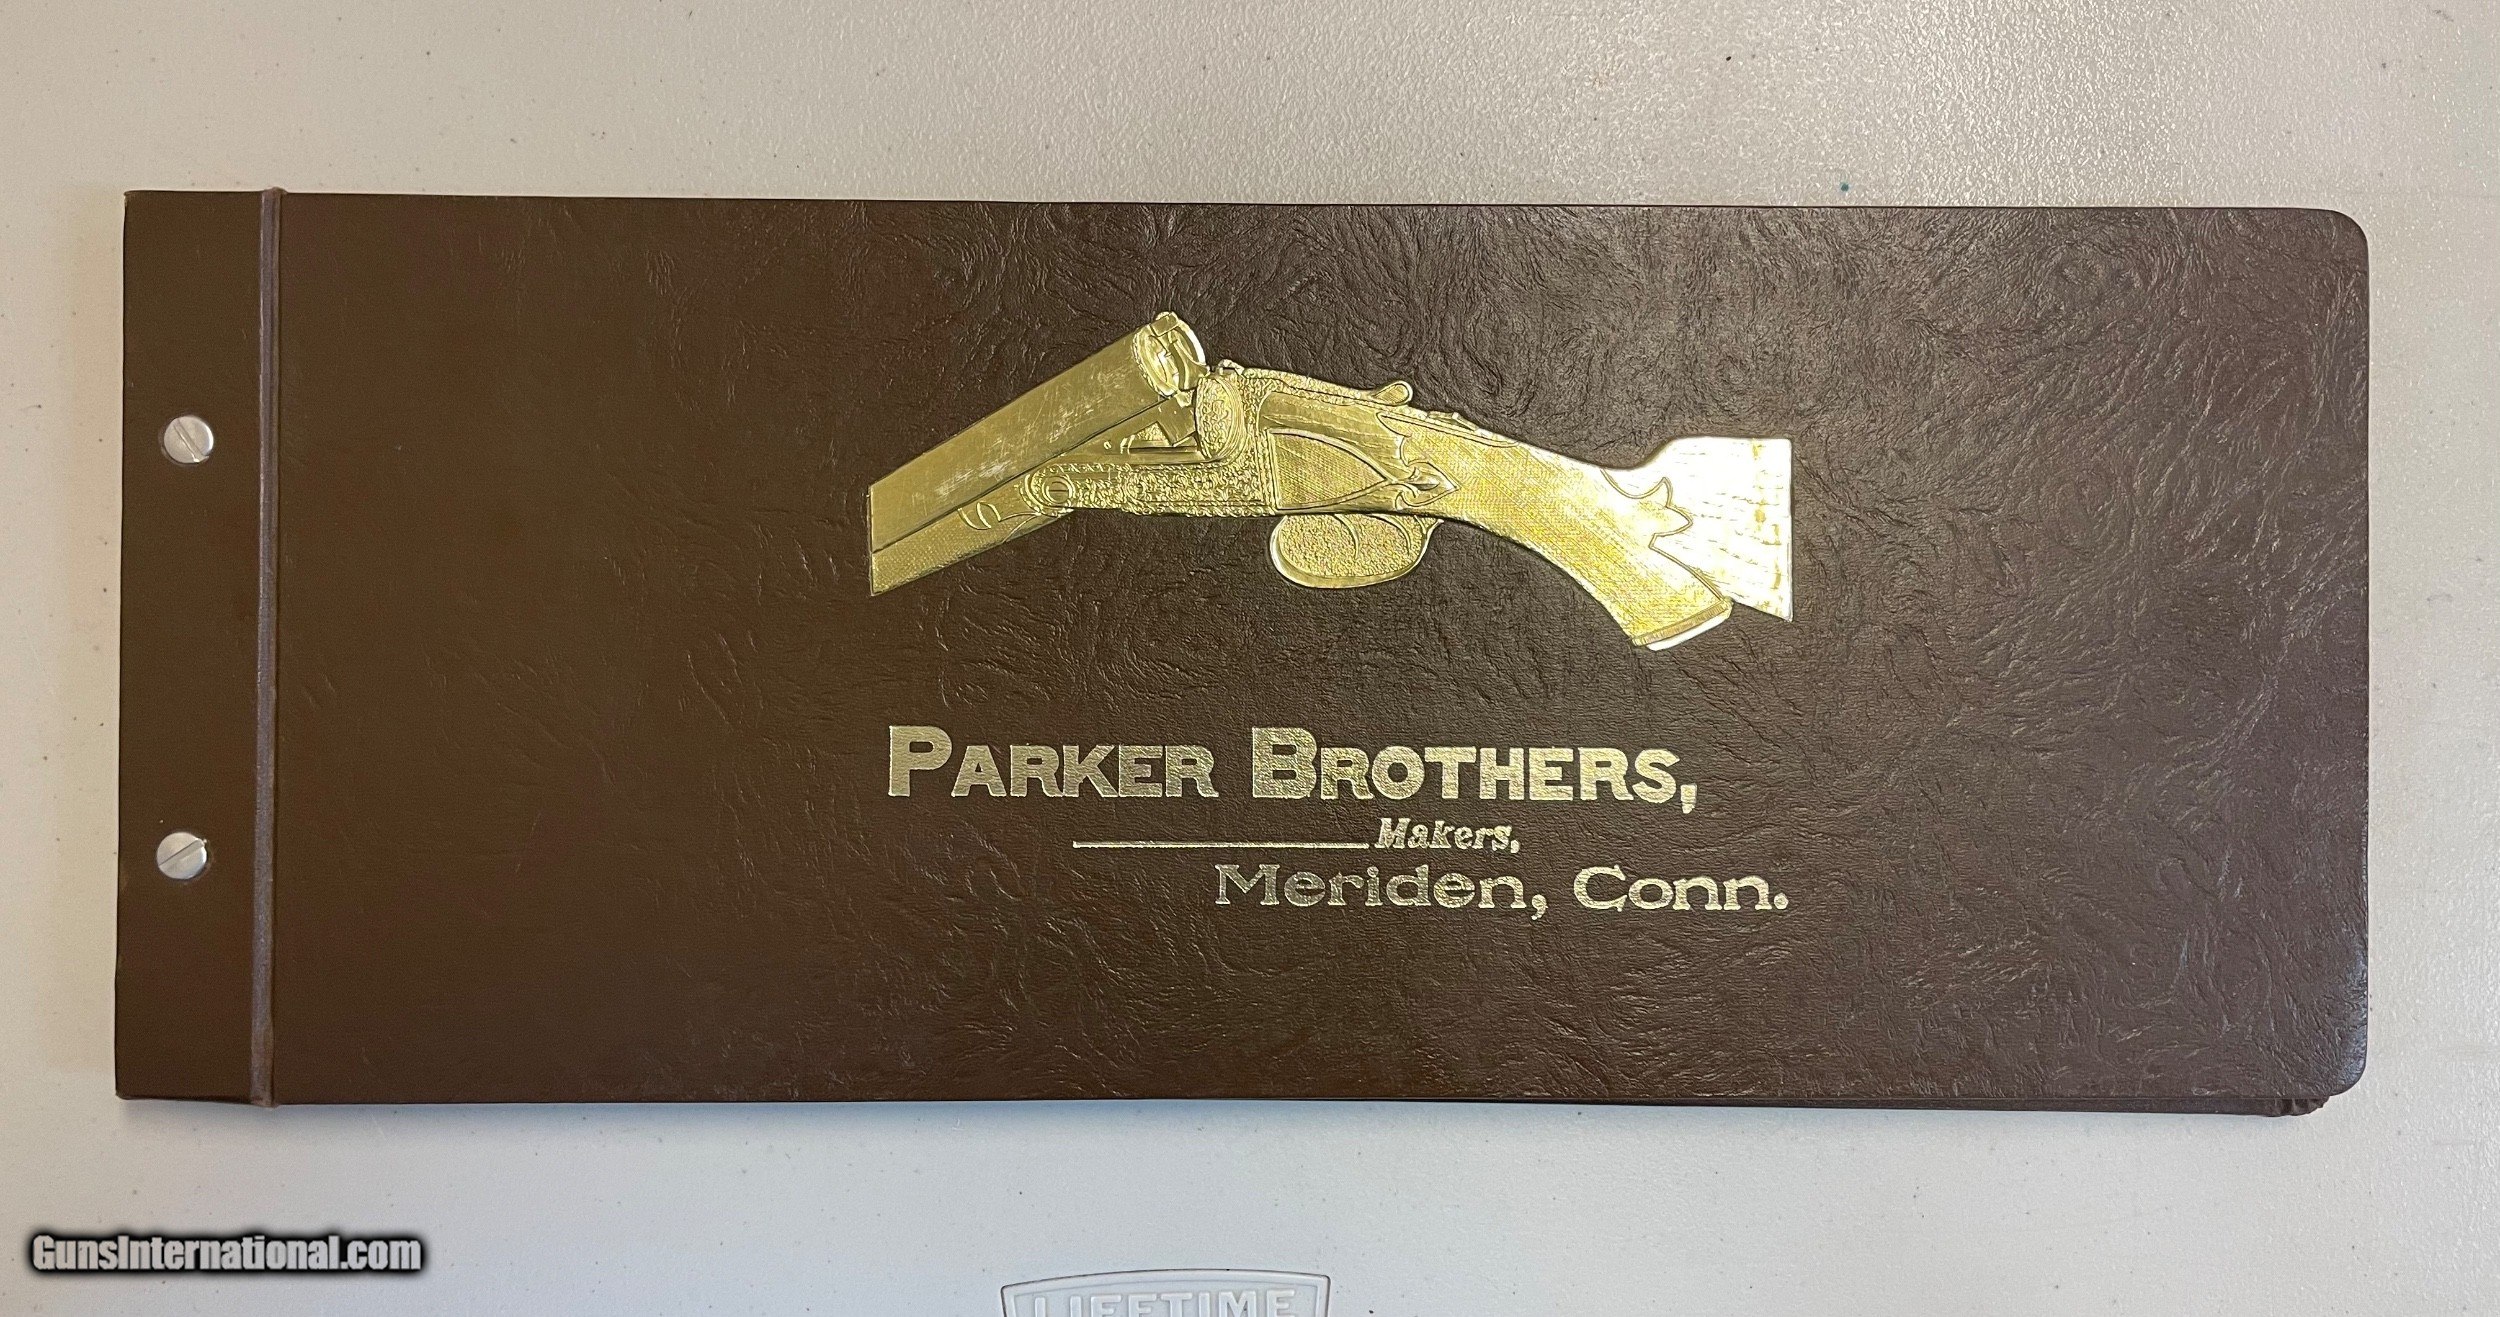 PARKER BROTHERS,
Makers,
Meriden, Conn.
GunsInternational.com
LIFETIME